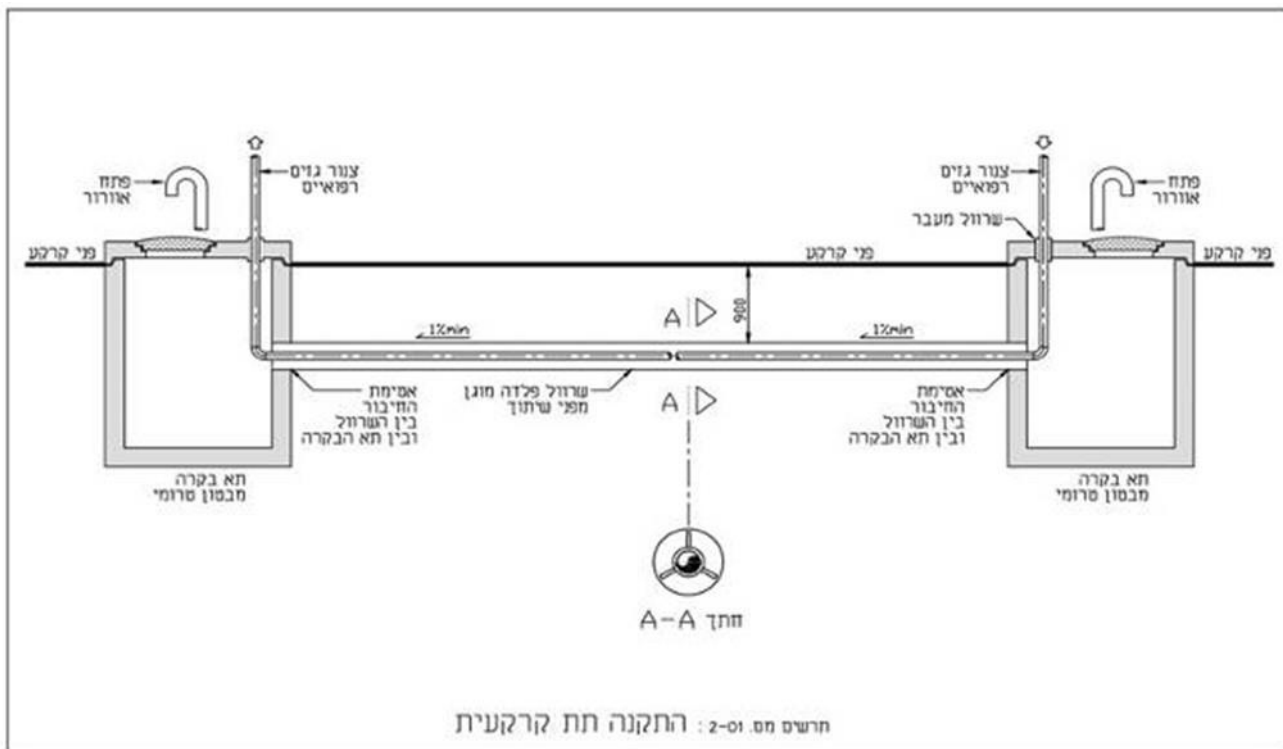 צנור גזים
רפואיים
צנור גזים
רפואיים
פתח
אוורור
פתח
אוורור
שרוול מעבר
פני קרקע
פני קרקע
פני קרקע
900
A
1%min
1%min
A
אטימת
החיבור
בין השרוול
ובין תא הבקרה
שרוול פלדה מוגן
מפני שיתוך
אטימת
החיבור
בין השרוול
ובין תא הבקרה
תא בקרה
מבטון טרומי
תא בקרה
מבטון טרומי
חתך A-A
תרשים מס. 2-01 : התקנה תת קרקעית